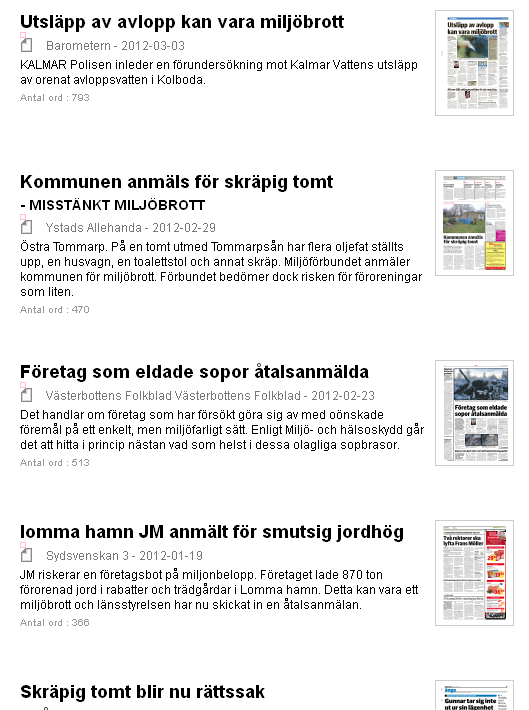 Utsläpp av avlopp kan vara miljöbrott
Barometern - 2012-03-03
KALMAR Polisen inleder en förundersökning mot Kalmar Vattens utsläpp
av orenat avloppsvatten i Kolboda.
Antal ord : 793
Utsläpp av avlopp
kan vara miljöbrott
Kommunen anmäls för skräpig tomt
- MISSTÄNKT MILJÖBROTT
Ystads Allehanda - 2012-02-29
Östra Tommarp. På en tomt utmed Tommarpsån har flera oljefat ställts
upp, en husvagn, en toalettstol och annat skräp. Miljöförbundet anmäler
kommunen för miljöbrott. Förbundet bedömer dock risken för föroreningar
som liten.
Antal ord : 470
Kommunen anmäls
för skräpig tomt
Företag som eldade sopor åtalsanmälda
Västerbottens Folkblad Västerbottens Folkblad - 2012-02-23
Det handlar om företag som har försökt göra sig av med oönskade
föremål på ett enkelt, men miljöfarligt sätt. Enligt Miljö- och hälsoskydd går
det att hitta i princip nästan vad som helst i dessa olagliga sopbrasor.
Antal ord : 513
Företag som eldade
sopor åtalsanmälda
lomma hamn JM anmält för smutsig jordhög
Sydsvenskan 3 - 2012-01-19
JM riskerar en företagsbot på miljonbelopp. Företaget lade 870 ton
förorenad jord i rabatter och trädgårdar i Lomma hamn. Detta kan vara ett
miljöbrott och länsstyrelsen har nu skickat in en åtalsanmälan.
Antal ord : 366
Två rektorer ska
lyfta Frans Möller
Skräpig tomt blir nu rättssak
Gunnar tar sig inte
ut ur sin lägenhet